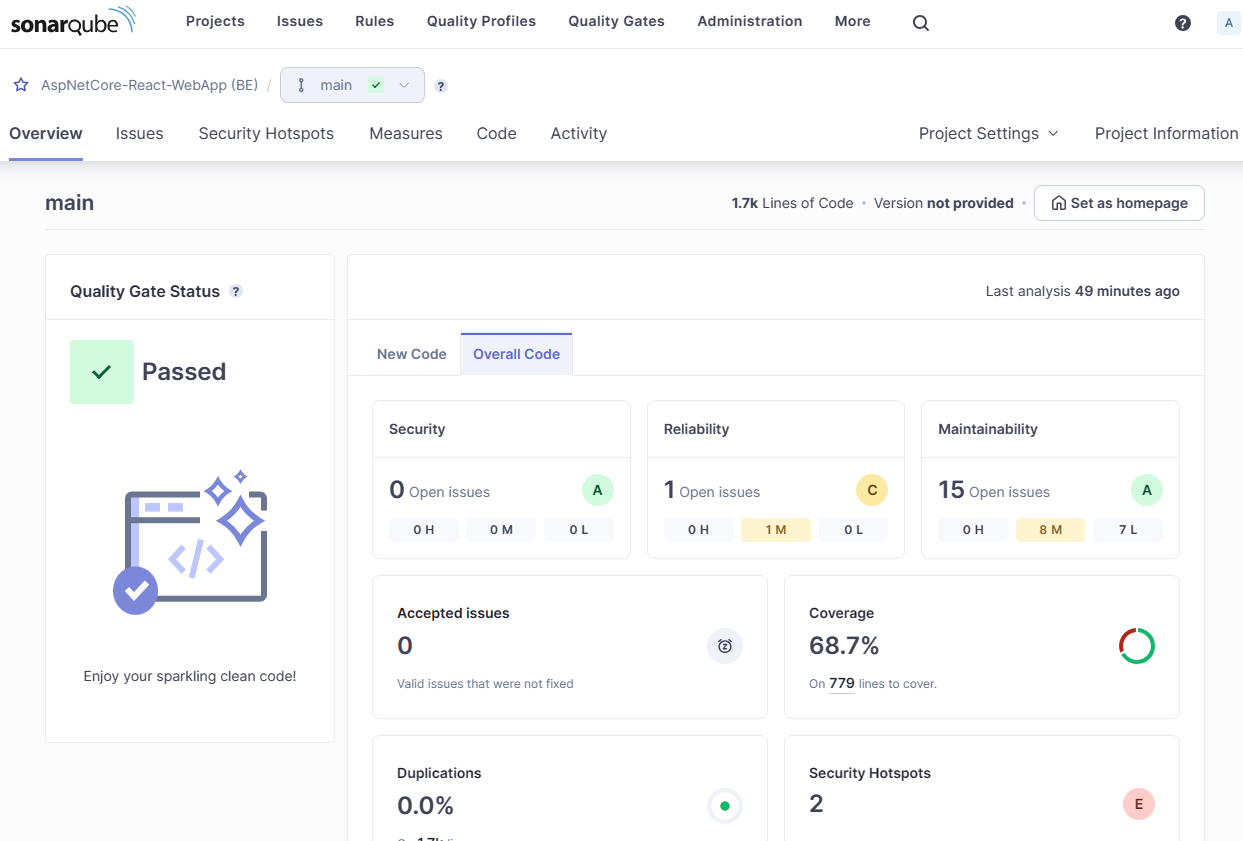 sonarqube Projects Issues Rules Quality Profiles Quality Gates Administration More ? A
AspNetCore-React-WebApp (BE) / main ?
Overview Issues Security Hotspots Measures Code Activity Project Settings Project Information
main 1.7k Lines of Code • Version not provided • Set as homepage
Quality Gate Status ?
Passed
Enjoy your sparkling clean code!
Last analysis 49 minutes ago
New Code Overall Code
Security
0 Open issues A
0 H 0 M 0 L
Reliability
1 Open issues C
0 H 1 M 0 L
Maintainability
15 Open issues A
0 H 8 M 7 L
Accepted issues
0
Valid issues that were not fixed
Coverage
68.7%
On 779 lines to cover.
Duplications
0.0%
Security Hotspots
2 E